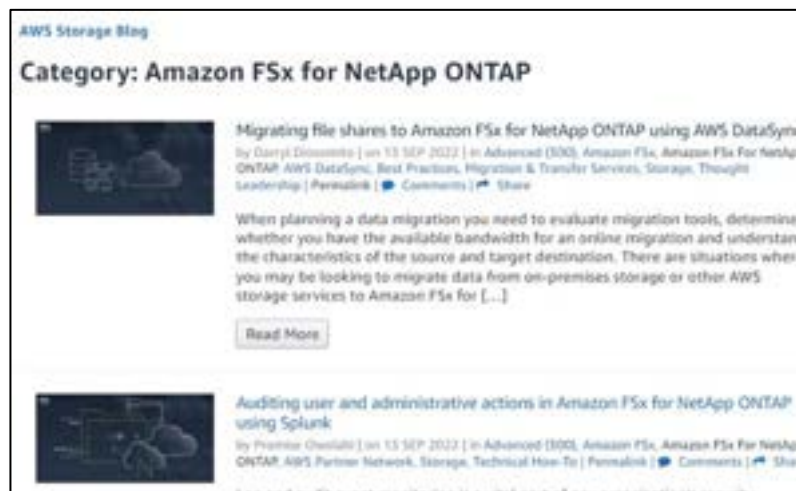 AWS Storage Blog
Category: Amazon FSx for NetApp ONTAP
Migrating file shares to Amazon FSx for NetApp ONTAP using AWS DataSync
by Darryl | on 13 SEP 2022 | in Advanced (300), Amazon FSx, Amazon FSx For NetApp
ONTAP, AWS DataSync, Best Practices, Migration & Transfer Services, Storage, Thought
Leadership | Permalink | Comments | Share
When planning a data migration you need to evaluate migration tools, determine
whether you have the available bandwidth for an online migration and understan
the characteristics of the source and target destination. There are situations wher
you may be looking to migrate data from on-premises storage or other AWS
storage services to Amazon FSx for [...]
Read More
Auditing user and administrative actions in Amazon FSx for NetApp ONTAP
using Splunk
by Promise | on 13 SEP 2022 | in Advanced (300), Amazon FSx, Amazon FSx For NetApp
ONTAP, AWS Partner Network, Storage, Technical How-To | Permalink | Comments | Sha